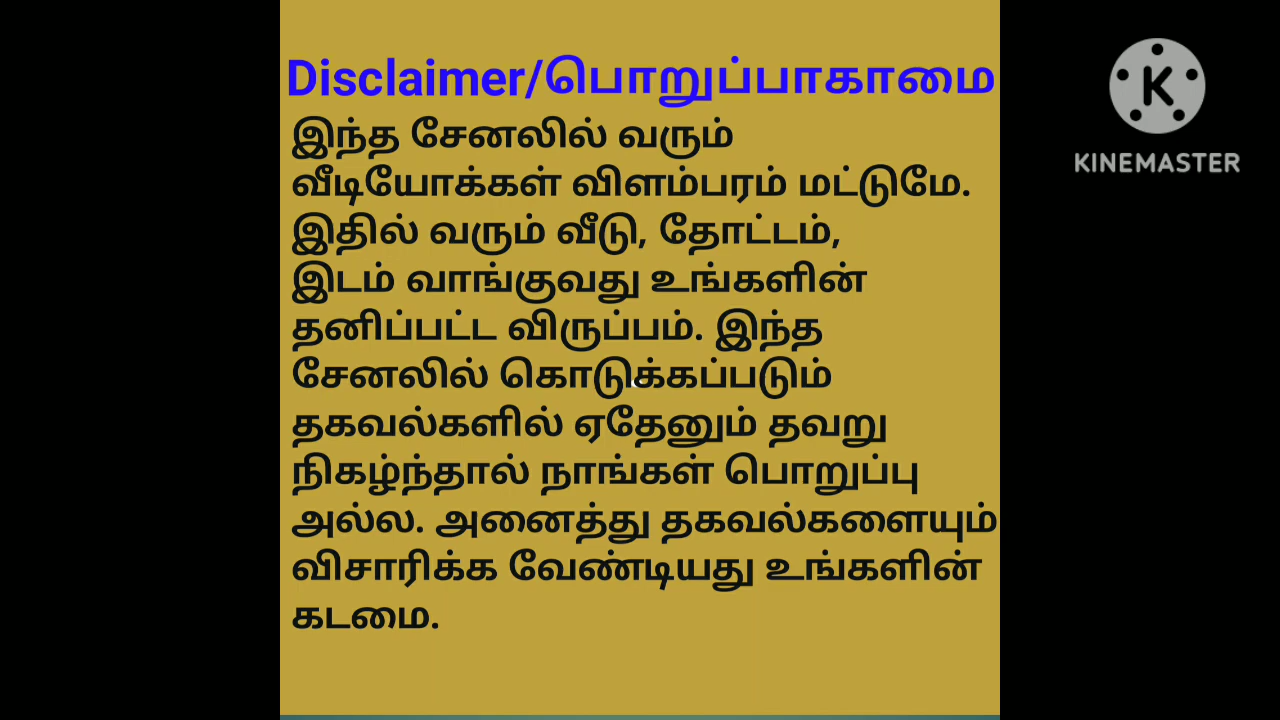 Disclaimer/பொறுப்பாகாமை
இந்த சேனலில் வரும்
வீடியோக்கள் விளம்பரம் மட்டுமே.
இதில் வரும் வீடு, தோட்டம்,
இடம் வாங்குவது உங்களின்
தனிப்பட்ட விருப்பம். இந்த
சேனலில் கொடுக்கப்படும்
தகவல்களில் ஏதேனும் தவறு
நிகழ்ந்தால் நாங்கள் பொறுப்பு
அல்ல. அனைத்து தகவல்களையும்
விசாரிக்க வேண்டியது உங்களின்
கடமை.
K
KINEMASTER